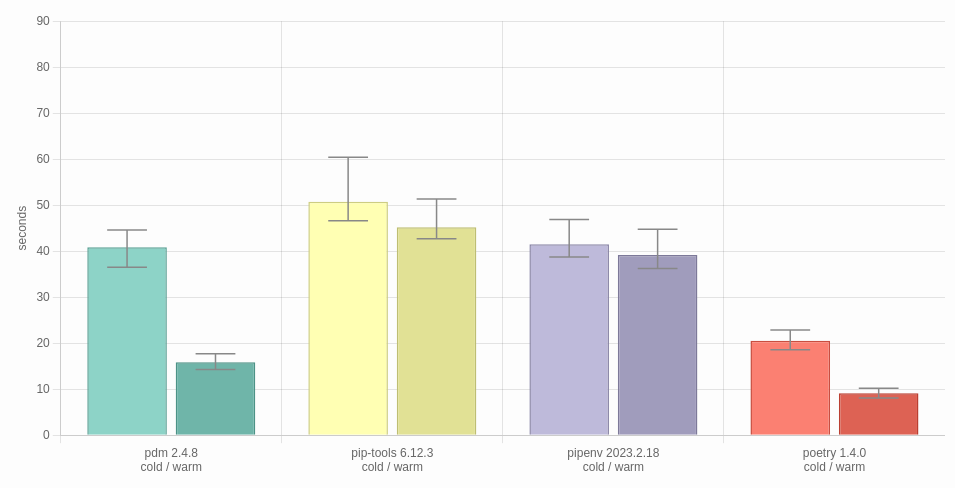 90
80
70
60
50
40
30
20
10
0
seconds
pdm 2.4.8
cold / warm
pip-tools 6.12.3
cold / warm
pipenv 2023.2.18
cold / warm
poetry 1.4.0
cold / warm